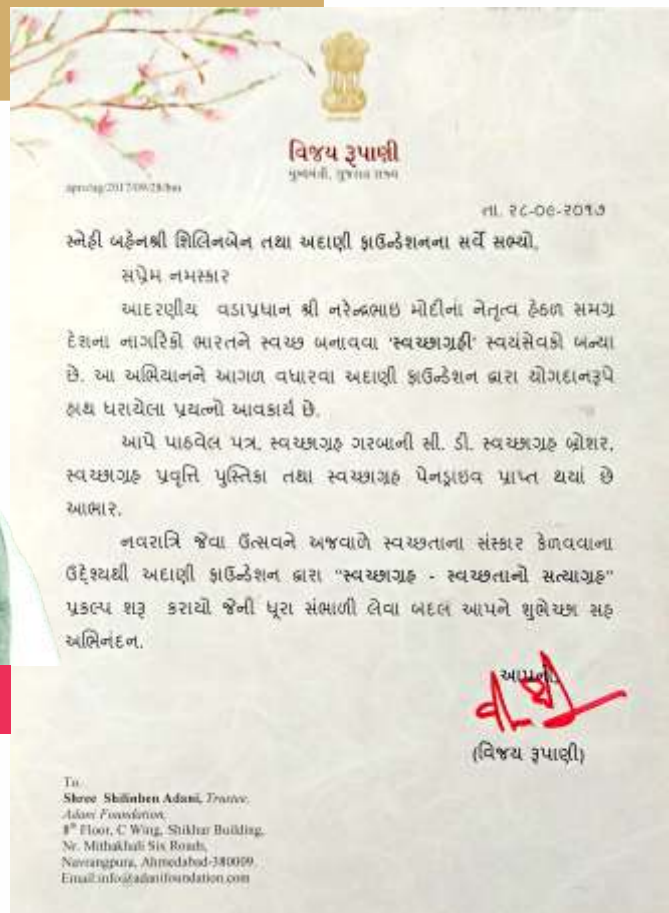 વિજય રૂપાણી
મુખ્યમંત્રી, ગુજરાત રાજ્ય
તા. ૨૮-૦૯-૨૦૧૭
સ્નેહી બહેનશ્રી શિલિનબેન તથા અદાણી ફાઉન્ડેશનના સર્વે સભ્યો,
સપ્રેમ નમસ્કાર
આદરણીય વડાપ્રધાન શ્રી નરેન્દ્રભાઇ મોદીનાં નેતૃત્વ હેઠળ સમગ્ર
દેશના નાગરિકો ભારતને સ્વચ્છ બનાવવા ‘સ્વચ્છાગ્રહી’ સ્વયંસેવકો બન્યા
છે. આ અભિયાનને આગળ વધારવા અદાણી ફાઉન્ડેશન દ્વારા યોગદાનરૂપે
હાથ ધરાયેલા પ્રયત્નો આવકાર્ય છે.
આપે પાઠવેલ પત્ર, સ્વચ્છાગ્રહ ગરબાની સી. ડી. સ્વચ્છાગ્રહ બ્રોશર,
સ્વચ્છાગ્રહ પ્રવૃત્તિ પુસ્તિકા તથા સ્વચ્છાગ્રહ પેનડ્રાઇવ પ્રાપ્ત થયાં છે
આભાર.
નવરાત્રિ જેવા ઉત્સવને અજવાળે સ્વચ્છતાના સંસ્કાર કેળવવાના
ઉદ્દેશ્યથી અદાણી ફાઉન્ડેશન દ્વારા “સ્વચ્છાગ્રહ - સ્વચ્છતાનો સત્યાગ્રહ”
પ્રકલ્પ શરૂ કરાયો જેની ધૂરા સંભાળી લેવા બદલ આપને શુભેચ્છા સહ
અભિનંદન.
આપનો,
(વિજય રૂપાણી)
To,
Shree Shilinben Adani, Trustee,
Adani Foundation,
8th Floor, C Wing, Shikhar Building,
Nr. Mithakhali Six Roads,
Navrangpura, Ahmedabad-380009.
Email:info@adanifoundation.com